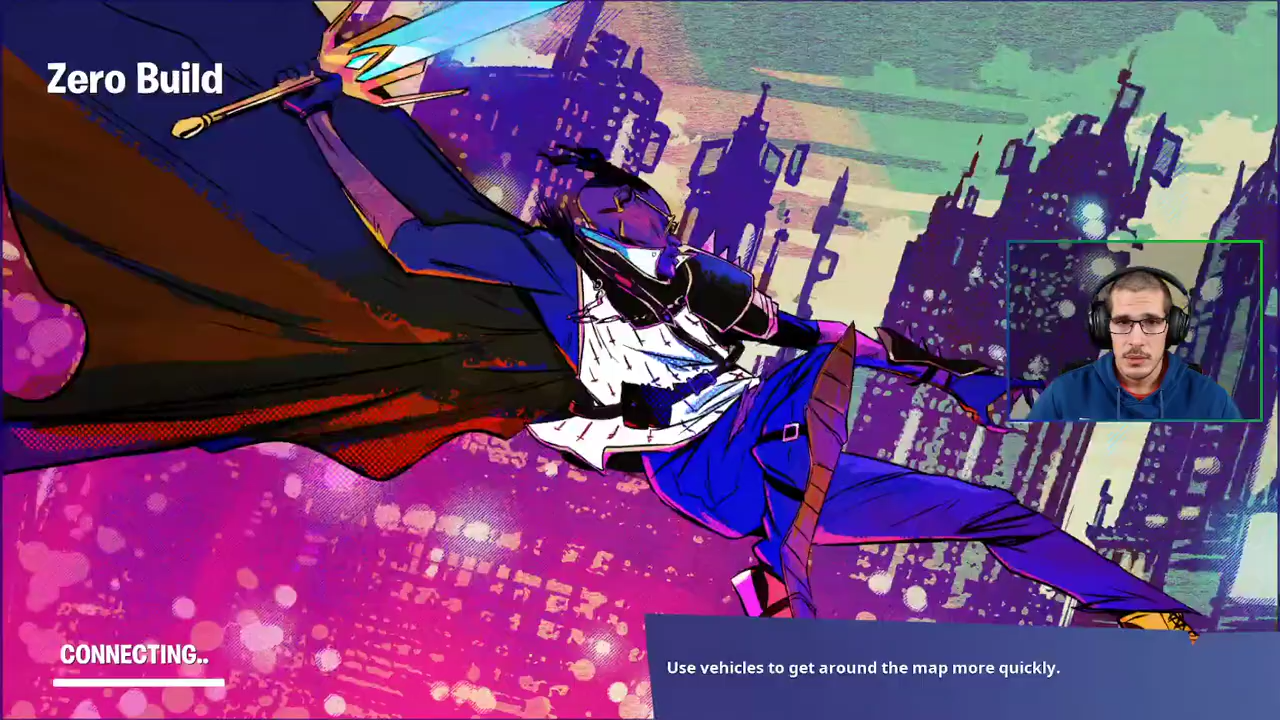 Zero Build
CONNECTING..
Use vehicles to get around the map more quickly.